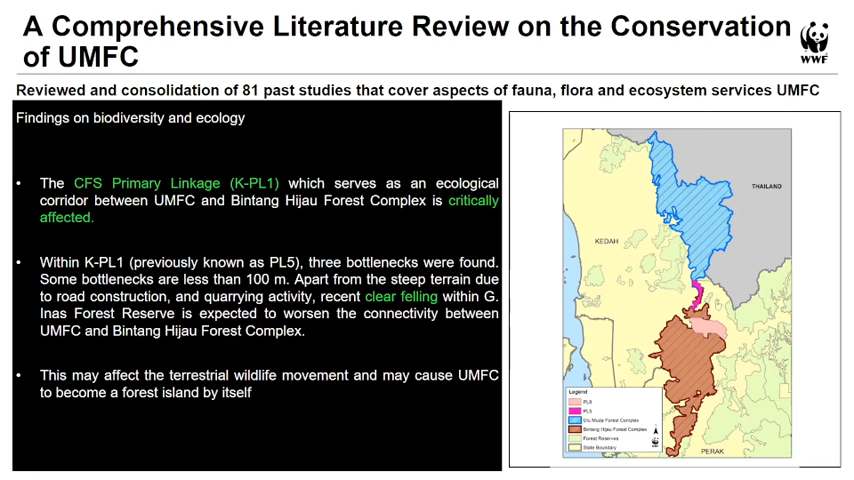 A Comprehensive Literature Review on the Conservation
of UMFC
WWF
Reviewed and consolidation of 81 past studies that cover aspects of fauna, flora and ecosystem services UMFC
Findings on biodiversity and ecology
• The CFS Primary Linkage (K-PL1) which serves as an ecological
corridor between UMFC and Bintang Hijau Forest Complex is critically
affected.
• Within K-PL1 (previously known as PL5), three bottlenecks were found.
Some bottlenecks are less than 100 m. Apart from the steep terrain due
to road construction, and quarrying activity, recent clear felling within G.
Inas Forest Reserve is expected to worsen the connectivity between
UMFC and Bintang Hijau Forest Complex.
• This may affect the terrestrial wildlife movement and may cause UMFC
to become a forest island by itself
THAILAND
KEDAH
PERAK
Legend
PL5
Ulu Muda Forest Complex
Bintang Hijau Forest Complex
Forest Reserves
State Boundary